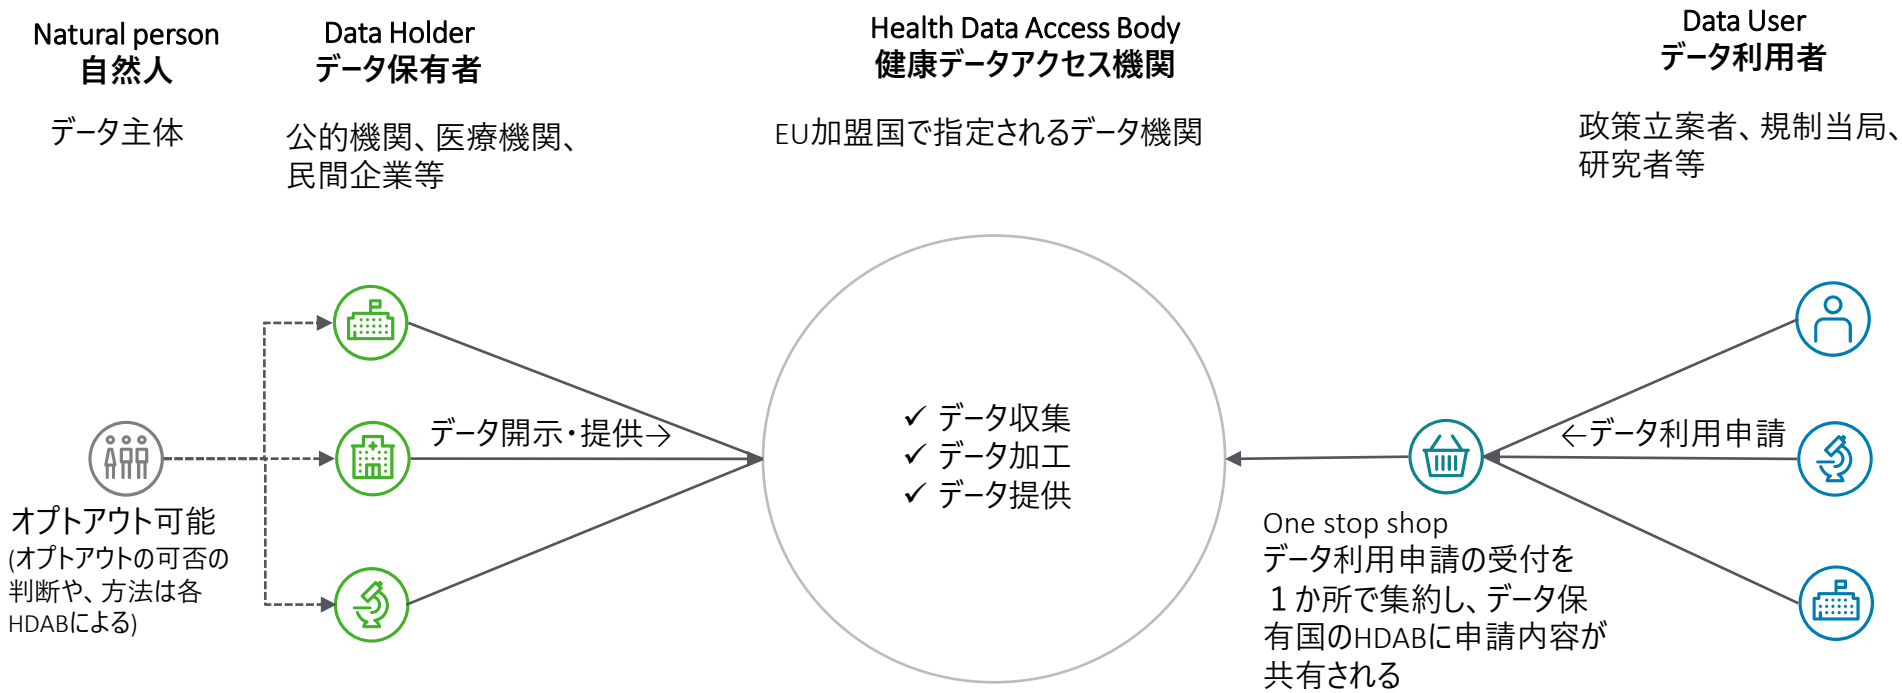 Natural person
自然人
データ主体
Data Holder
データ保有者
公的機関、医療機関、
民間企業等
Health Data Access Body
健康データアクセス機関
EU加盟国で指定されるデータ機関
Data User
データ利用者
政策立案者、規制当局、
研究者等
オプトアウト可能
(オプトアウトの可否の
判断や、方法は各
HDABによる)
データ開示・提供→
✓ データ収集
✓ データ加工
✓ データ提供
←データ利用申請
One stop shop
データ利用申請の受付を
１か所で集約し、データ保
有国のHDABに申請内容が
共有される